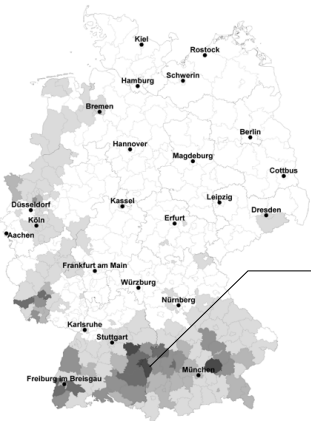 Kiel
Rostock
Schwerin
Hamburg
Bremen
Berlin
Hannover
Magdeburg
Cottbus
Düsseldorf
Kassel
Leipzig
Dresden
Köln
Erfurt
Aachen
Frankfurt am Main
Würzburg
Nürnberg
Karlsruhe
Stuttgart
Freiburg im Breisgau
München